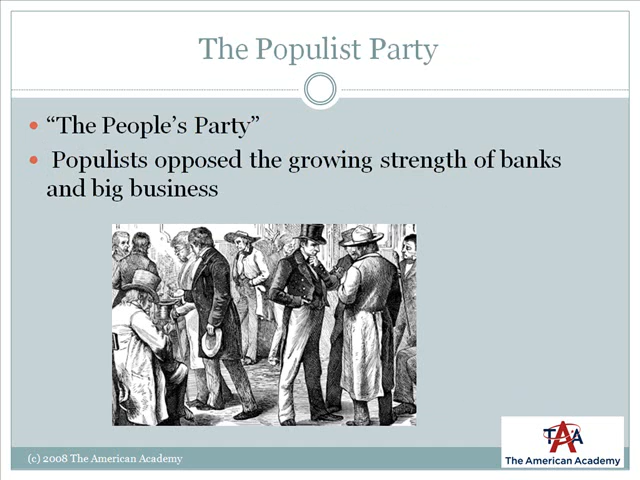 The Populist Party
“The People’s Party”
Populists opposed the growing strength of banks
and big business
(c) 2008 The American Academy
TAA
The American Academy